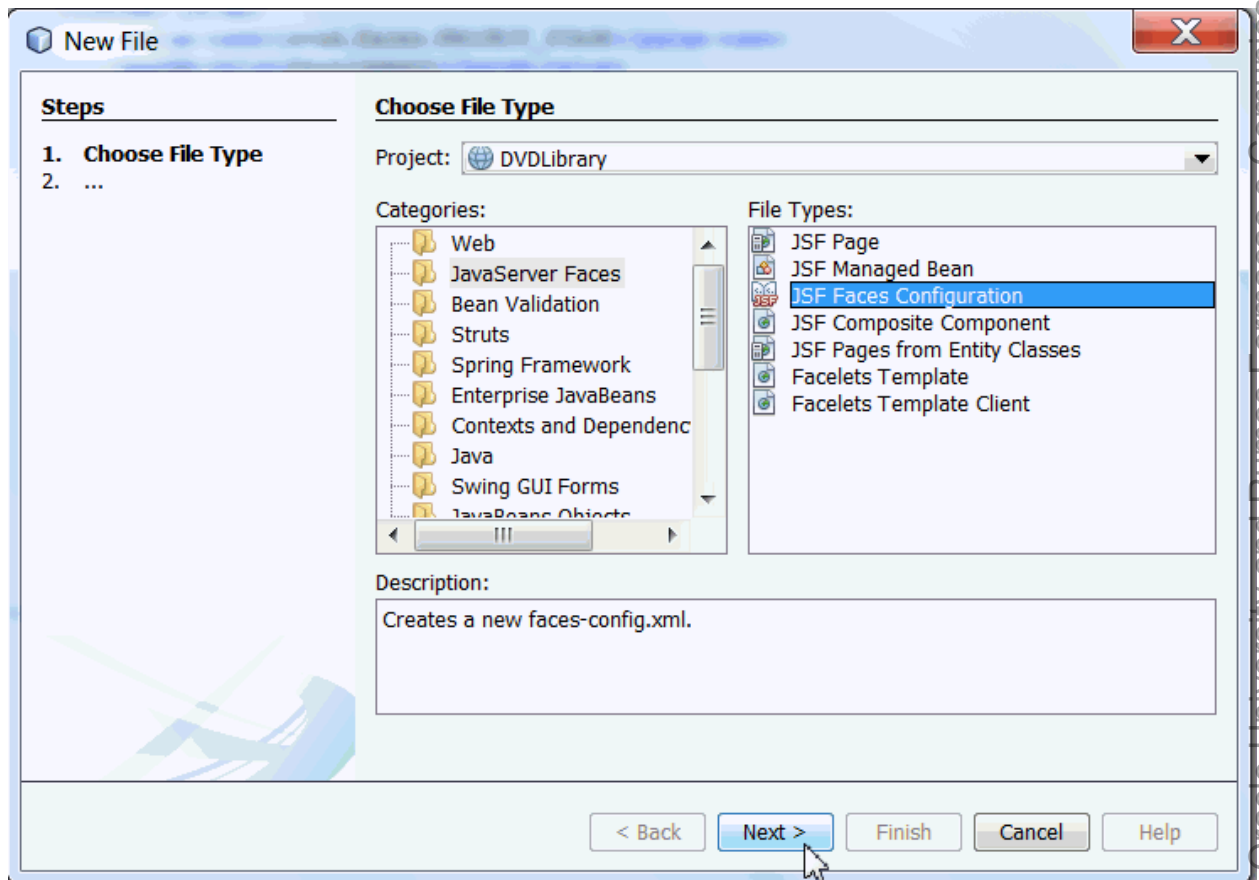 New File
Steps
1. Choose File Type
2. ...
Choose File Type
Project: DVDLibrary
Categories:
Web
JavaServer Faces
Bean Validation
Struts
Spring Framework
Enterprise JavaBeans
Contexts and Dependenc
Java
Swing GUI Forms
JavaBeans Objects
File Types:
JSF Page
JSF Managed Bean
JSF Faces Configuration
JSF Composite Component
JSF Pages from Entity Classes
Facelets Template
Facelets Template Client
Description:
Creates a new faces-config.xml.
< Back
Next >
Finish
Cancel
Help